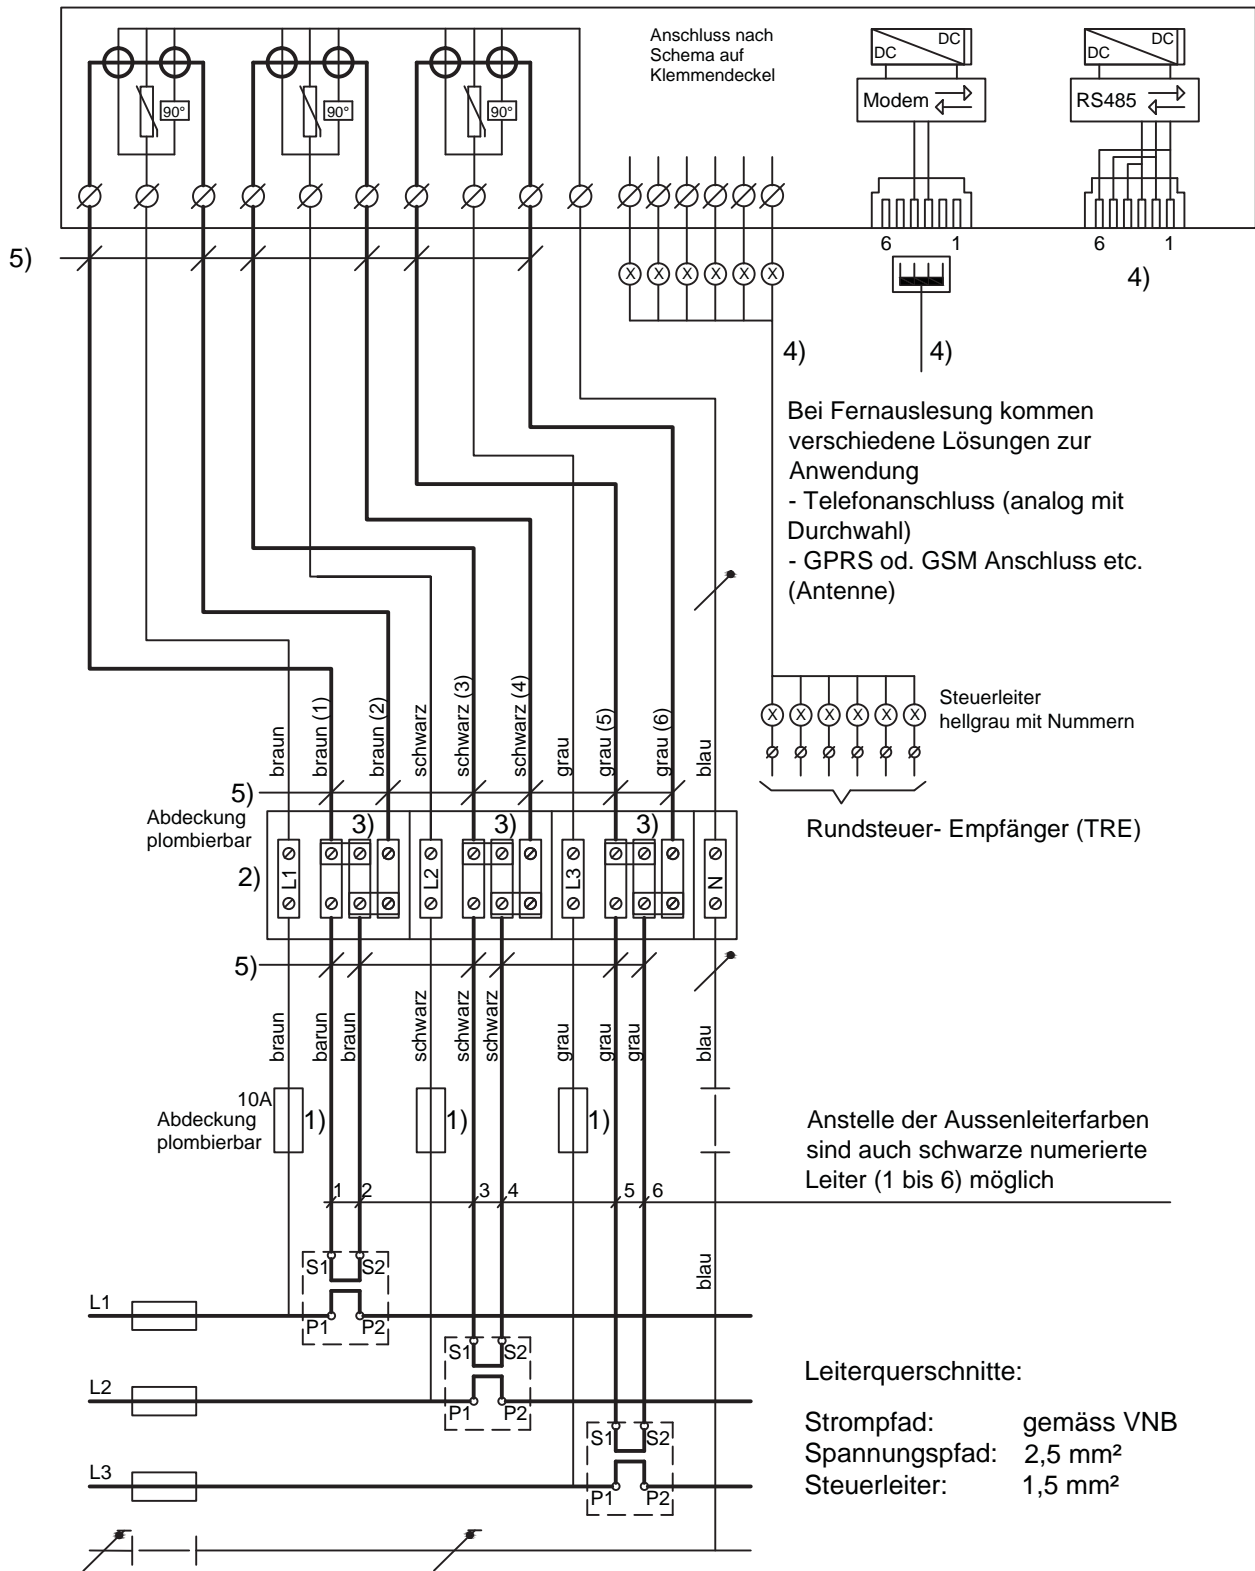 Anschluss nach
Schema auf
Klemmendeckel
DC
DC
DC
DC
Modem
RS485
90°
90°
90°
6
1
6
1
5)
4)
4)
4)
Bei Fernauslesung kommen
verschiedene Lösungen zur
Anwendung
- Telefonanschluss (analog mit
Durchwahl)
- GPRS od. GSM Anschluss etc.
(Antenne)
X X X X X X
X X X X X X
Steuerleiter
hellgrau mit Nummern
Rundsteuer- Empfänger (TRE)
braun
braun (1)
braun (2)
schwarz
schwarz (3)
schwarz (4)
grau
grau (5)
grau (6)
blau
5)
Abdeckung
plombierbar
3)
3)
3)
2)
L1
L2
L3
N
5)
braun
barun
braun
schwarz
schwarz
schwarz
grau
grau
grau
blau
10A
Abdeckung
plombierbar
1)
1)
1)
Anstelle der Aussenleiterfarben
sind auch schwarze numerierte
Leiter (1 bis 6) möglich
1
2
3
4
5
6
blau
S1
S2
L1
P1
P2
S1
S2
L2
P1
P2
S1
S2
L3
P1
P2
Leiterquerschnitte:
Strompfad: gemäss VNB
Spannungspfad: 2,5 mm²
Steuerleiter: 1,5 mm²